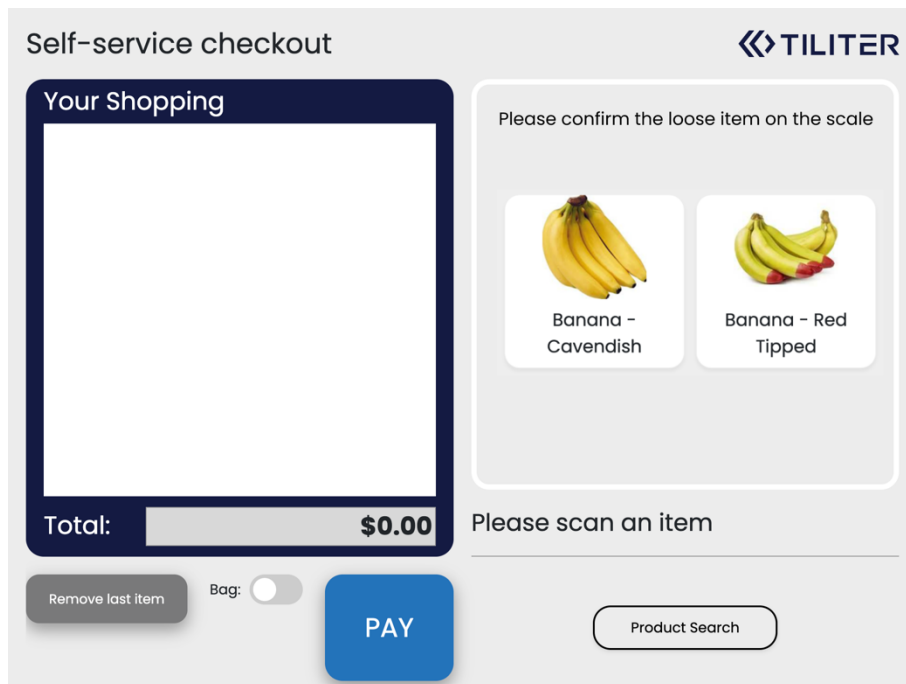 Self-service checkout
TILITER
Your Shopping
Total:
$0.00
Remove last item
Bag:
PAY
Please confirm the loose item on the scale
Banana -
Cavendish
Banana - Red
Tipped
Please scan an item
Product Search